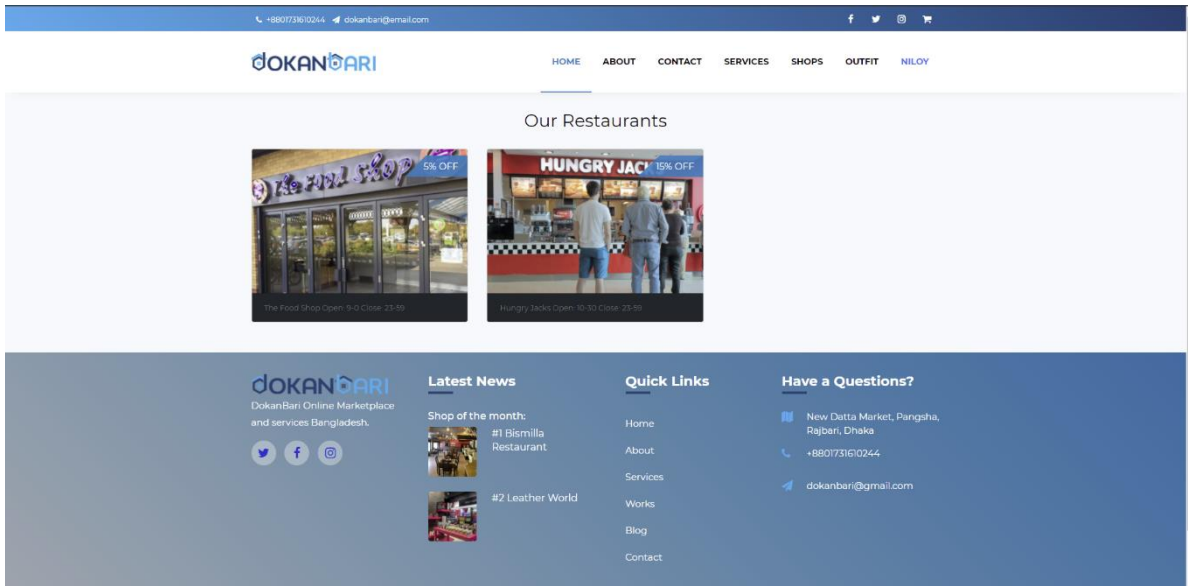 +8801731610244 dokanbari@email.com
DOKANBARI
HOME ABOUT CONTACT SERVICES SHOPS OUTFIT NILOY
Our Restaurants
The Food Shop
5% OFF
HUNGRY JACK
15% OFF
The Food Shop Open: 9-0 Close: 23-59
Hungry Jacks Open: 10-30 Close: 23-59
DOKANBARI
DokanBari Online Marketplace
and services Bangladesh.
Latest News
Shop of the month:
#1 Bismilla
Restaurant
#2 Leather World
Quick Links
Home
About
Services
Works
Blog
Contact
Have a Questions?
New Datta Market, Pangsha,
Rajbari, Dhaka
+8801731610244
dokanbari@gmail.com